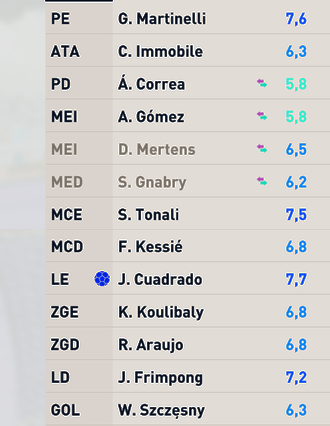 PE G. Martinelli 7,6
ATA C. Immobile 6,3
PD Á. Correa 5,8
MEI A. Gómez 5,8
MEI D. Mertens 6,5
MED S. Gnabry 6,2
MCE S. Tonali 7,5
MCD F. Kessié 6,8
LE J. Cuadrado 7,7
ZGE K. Koulibaly 6,8
ZGD R. Araujo 6,8
LD J. Frimpong 7,2
GOL W. Szczęsny 6,3